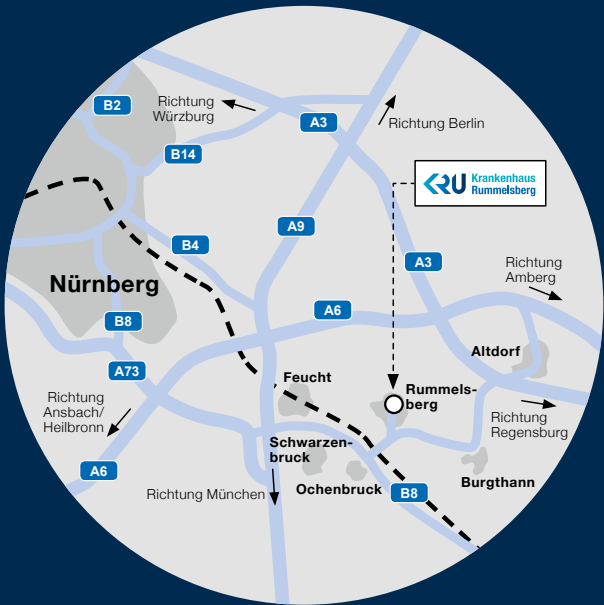 B2
Richtung
Würzburg
A3
Richtung Berlin
B14
KRU Krankenhaus
Rummelsberg
A9
B4
A3
Richtung
Amberg
Nürnberg
A6
B8
Altdorf
A73
Feucht
Rummels-
berg
Richtung
Ansbach/
Heilbronn
Richtung
Regensburg
Schwarzen-
bruck
A6
Richtung München
Ochenbruck
B8
Burgthann